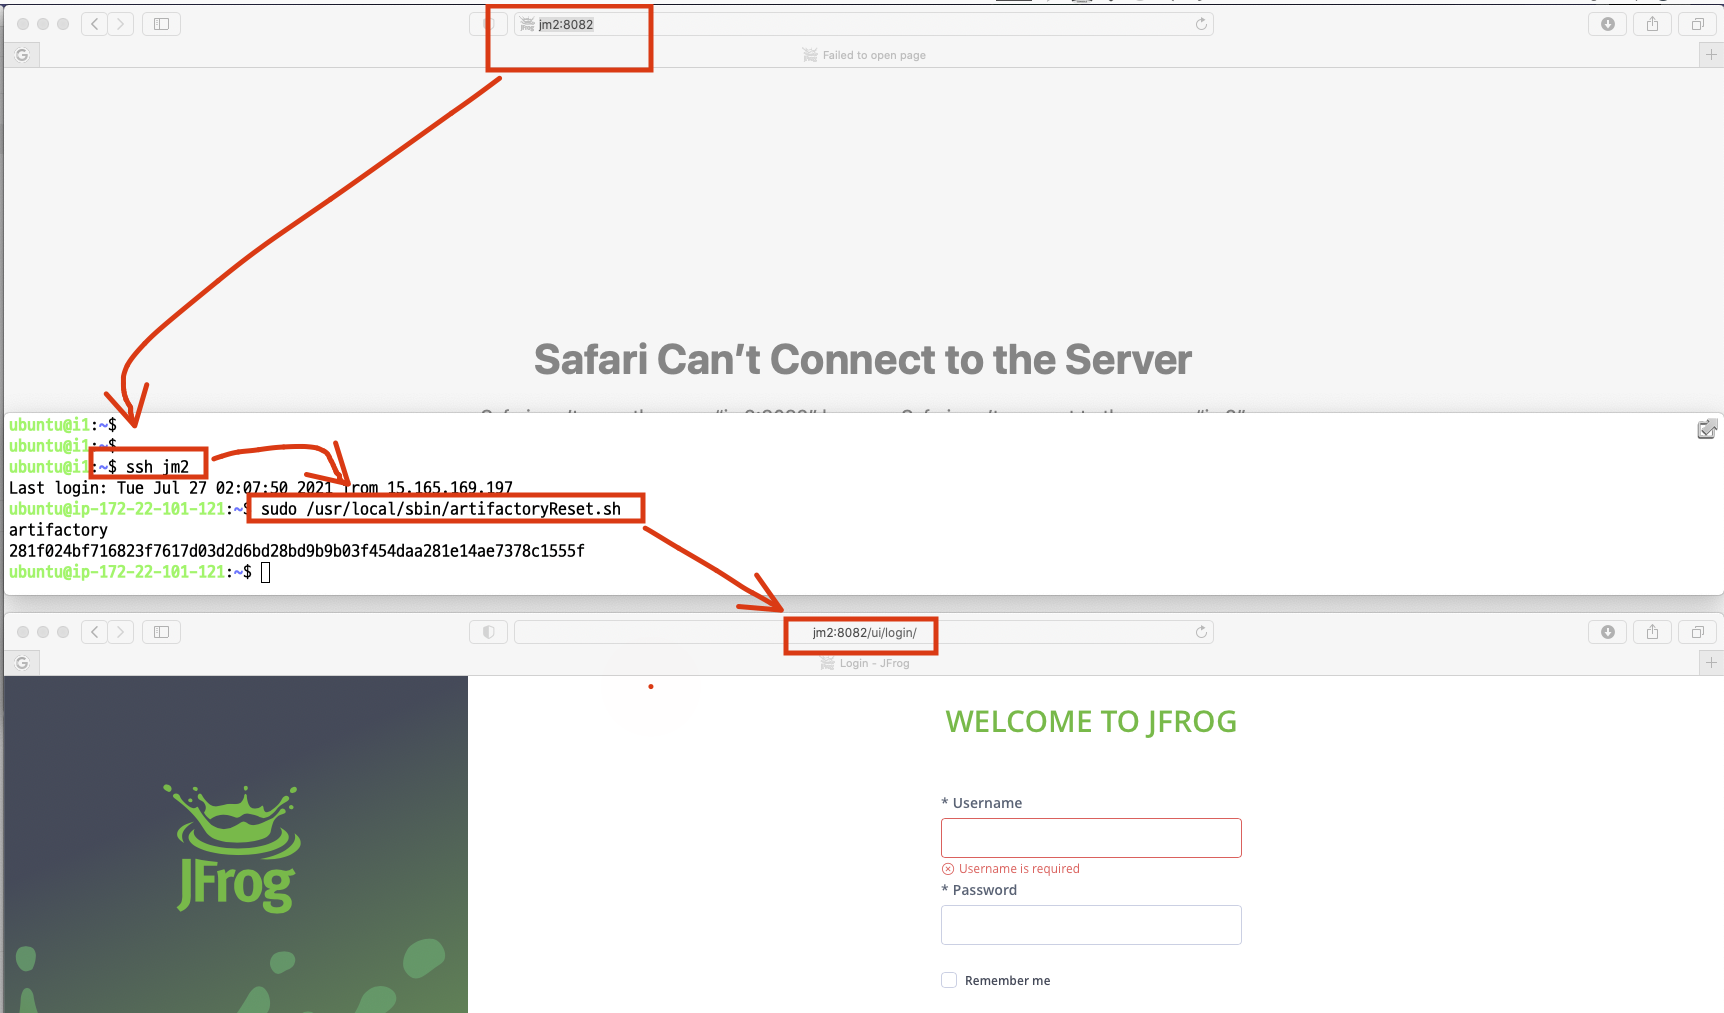 jm2:8082
G
Failed to open page
Safari Can't Connect to the Server
ubuntu@i1:~$
ubuntu@i1:~$
ubuntu@i1:~$ ssh jm2
Last login: Tue Jul 27 02:07:50 2021 from 15.165.169.197
ubuntu@ip-172-22-101-121:~$ sudo /usr/local/sbin/artifactoryReset.sh
artifactory
281f024bf716823f7617d03d2d6bd28bd9b9b03f454daa281e14ae7378c1555f
ubuntu@ip-172-22-101-121:~$
jm2:8082/ui/login/
G
Login - JFrog
WELCOME TO JFROG
* Username
Username is required
* Password
JFrog
Remember me